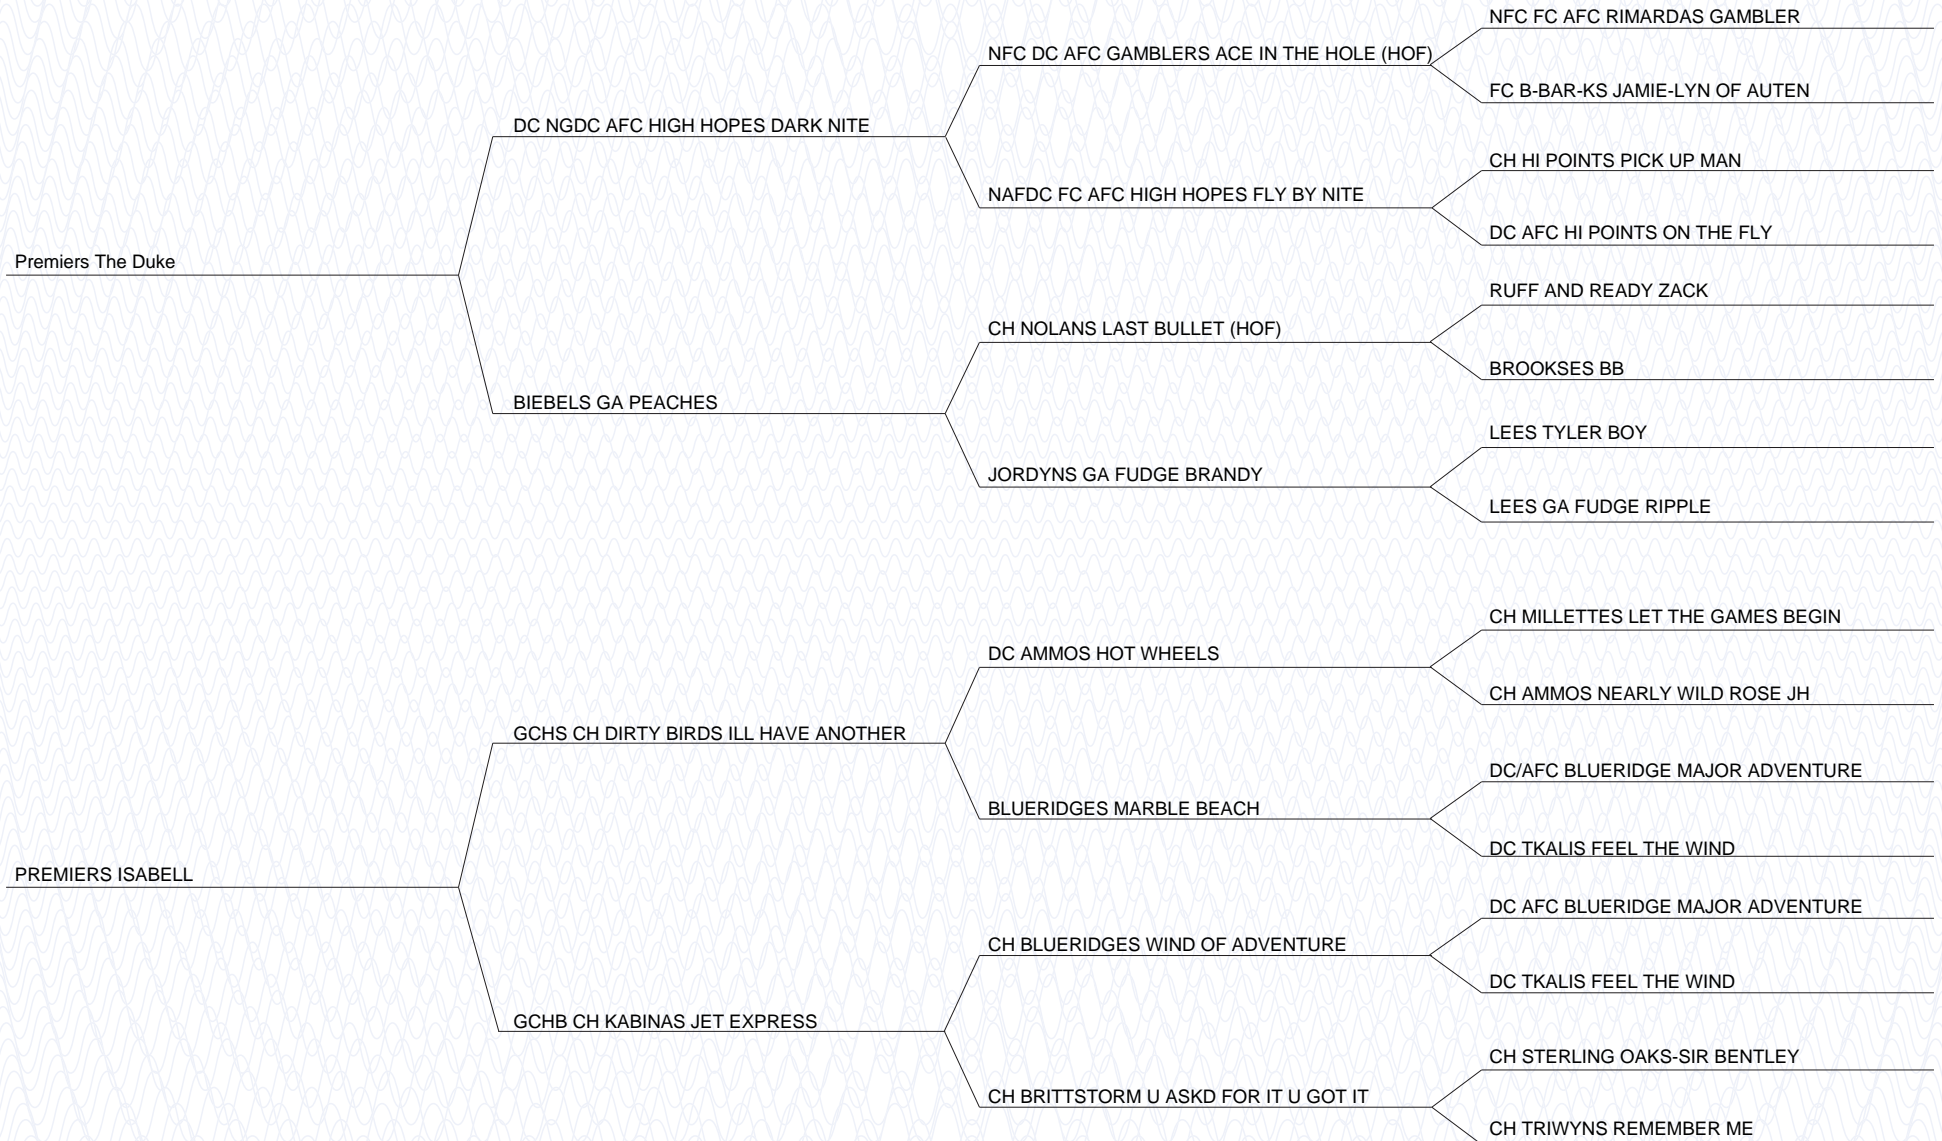 NFC FC AFC RIMARDAS GAMBLER
NFC DC AFC GAMBLERS ACE IN THE HOLE (HOF)
FC B-BAR-KS JAMIE-LYN OF AUTEN
DC NGDC AFC HIGH HOPES DARK NITE
CH HI POINTS PICK UP MAN
NAFDC FC AFC HIGH HOPES FLY BY NITE
DC AFC HI POINTS ON THE FLY
Premiers The Duke
RUFF AND READY ZACK
CH NOLANS LAST BULLET (HOF)
BROOKSES BB
BIEBELS GA PEACHES
LEES TYLER BOY
JORDYNS GA FUDGE BRANDY
LEES GA FUDGE RIPPLE
CH MILLETTES LET THE GAMES BEGIN
DC AMMOS HOT WHEELS
CH AMMOS NEARLY WILD ROSE JH
GCHS CH DIRTY BIRDS ILL HAVE ANOTHER
DC/AFC BLUERIDGE MAJOR ADVENTURE
BLUERIDGES MARBLE BEACH
DC TKALIS FEEL THE WIND
PREMIERS ISABELL
DC AFC BLUERIDGE MAJOR ADVENTURE
CH BLUERIDGES WIND OF ADVENTURE
DC TKALIS FEEL THE WIND
GCHB CH KABINAS JET EXPRESS
CH STERLING OAKS-SIR BENTLEY
CH BRITTSTORM U ASKD FOR IT U GOT IT
CH TRIWYNS REMEMBER ME